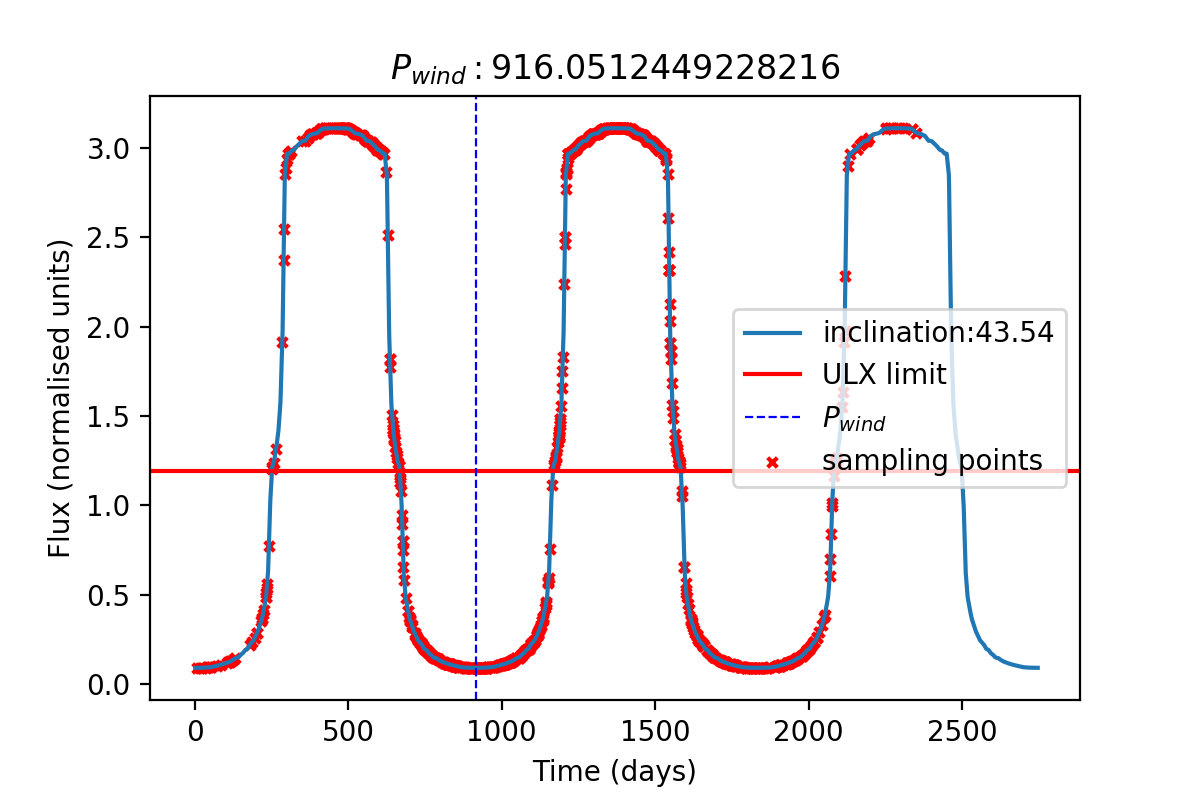 P_wind : 916.0512449228216
3.0
2.5
2.0
1.5
1.0
0.5
0.0
Flux (normalised units)
inclination:43.54
ULX limit
P_wind
sampling points
0 500 1000 1500 2000 2500
Time (days)